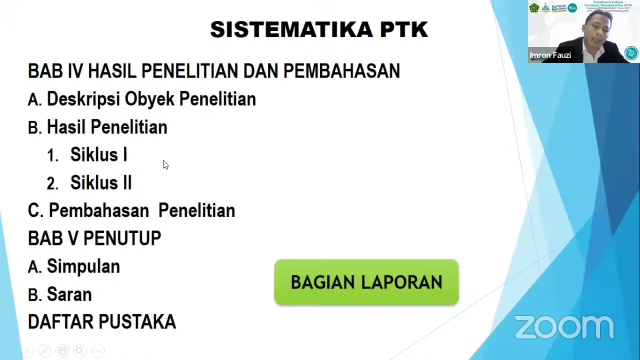 SISTEMATIKA PTK
BAB IV HASIL PENELITIAN DAN PEMBAHASAN
A. Deskripsi Obyek Penelitian
B. Hasil Penelitian
1. Siklus I
2. Siklus II
C. Pembahasan Penelitian
BAB V PENUTUP
A. Simpulan
B. Saran
DAFTAR PUSTAKA
BAGIAN LAPORAN
Imron Fauzi
zoom